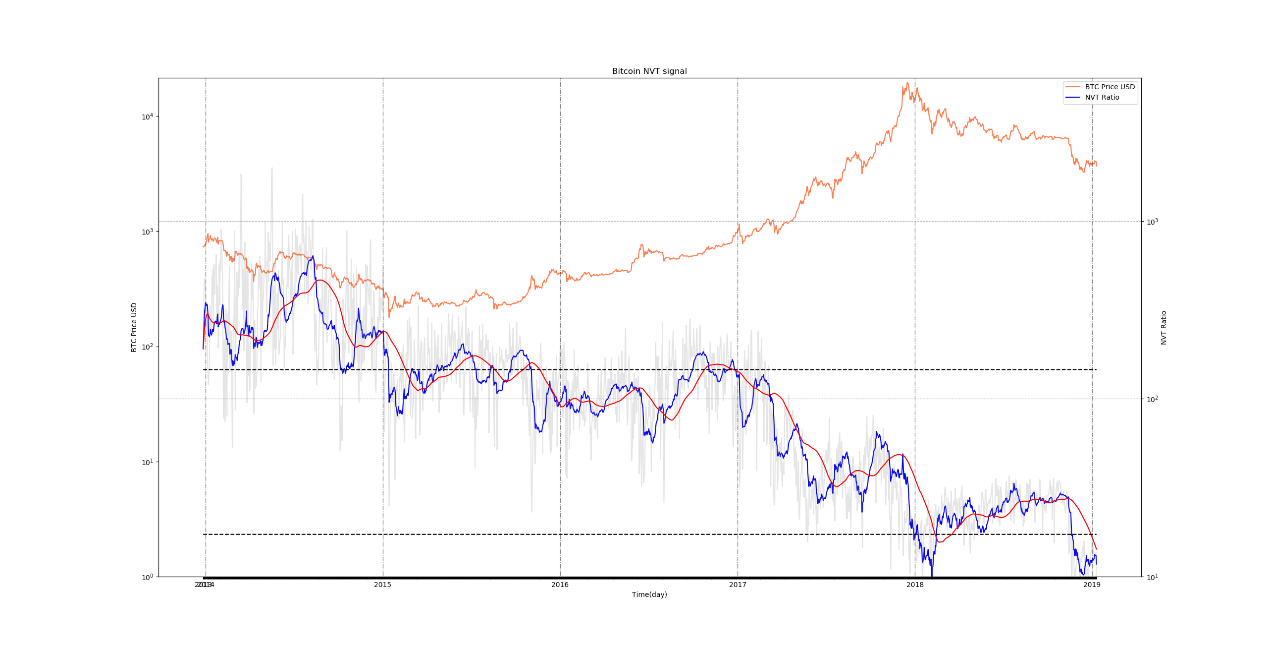 Bitcoin NVT signal
BTC Price USD
NVT Ratio
10⁴
10³
10²
10¹
10⁰
BTC Price USD
10³
10²
10¹
NVT Ratio
2014
2015
2016
2017
2018
2019
Time(day)